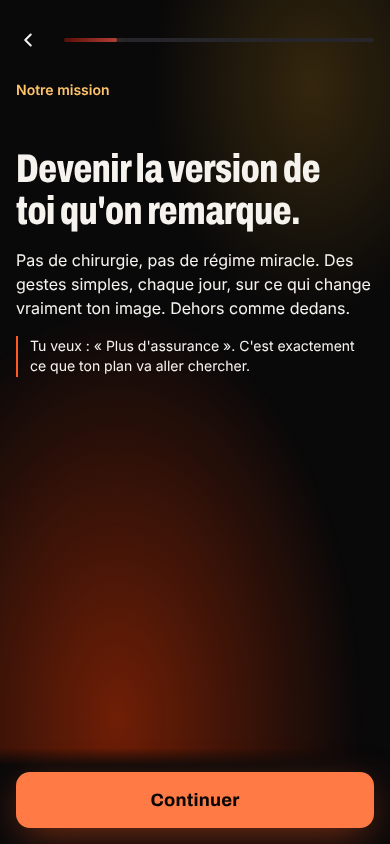 Notre mission
Devenir la version de
toi qu'on remarque.
Pas de chirurgie, pas de régime miracle. Des
gestes simples, chaque jour, sur ce qui change
vraiment ton image. Dehors comme dedans.
Tu veux : « Plus d'assurance ». C'est exactement
ce que ton plan va aller chercher.
Continuer